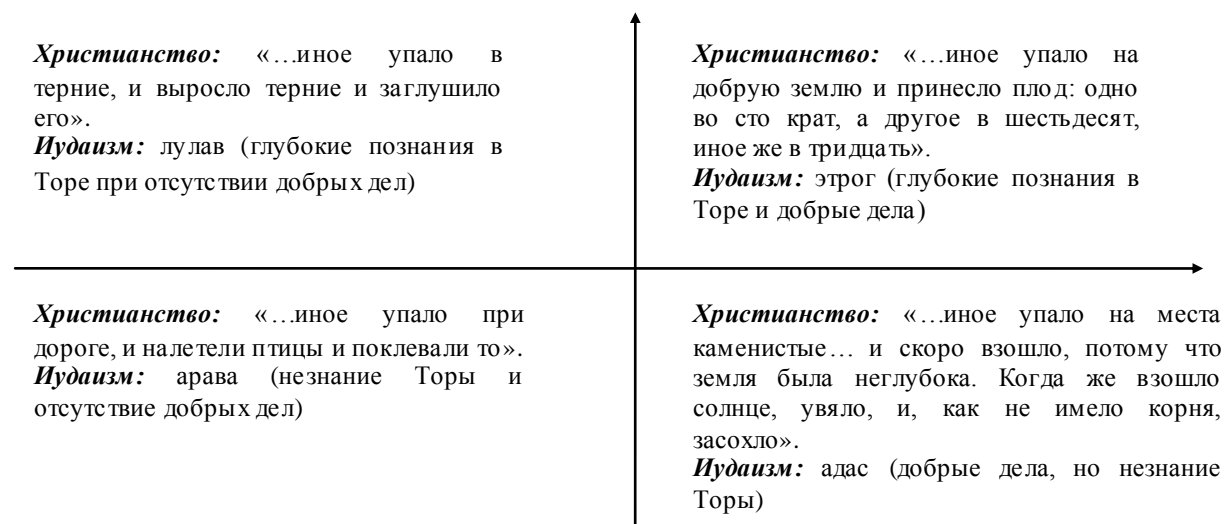 Христианство: «…иное упало в
терние, и выросло терние и заглушило
его».
Иудаизм: лулав (глубокие познания в
Торе при отсутствии добрых дел)
Христианство: «…иное упало на
добрую землю и принесло плод: одно
во сто крат, а другое в шестьдесят,
иное же в тридцать».
Иудаизм: этрог (глубокие познания в
Торе и добрые дела)
Христианство: «…иное упало при
дороге, и налетели птицы и поклевали то».
Иудаизм: арава (незнание Торы и
отсутствие добрых дел)
Христианство: «…иное упало на места
каменистые… и скоро взошло, потому что
земля была неглубока. Когда же взошло
солнце, увяло, и, как не имело корня,
засохло».
Иудаизм: адас (добрые дела, но незнание
Торы)